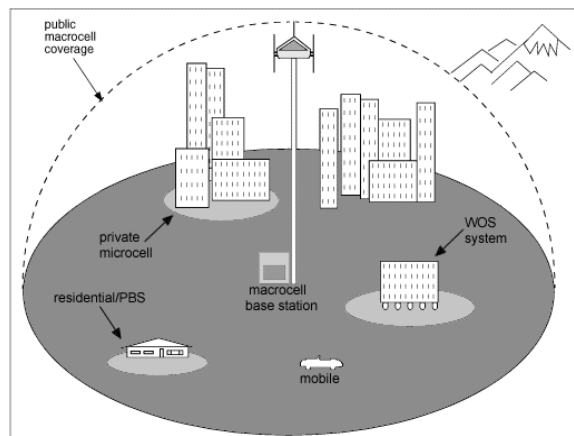 public
macrocell
coverage
WOS
system
private
microcell
macrocell
base station
residential/PBS
mobile